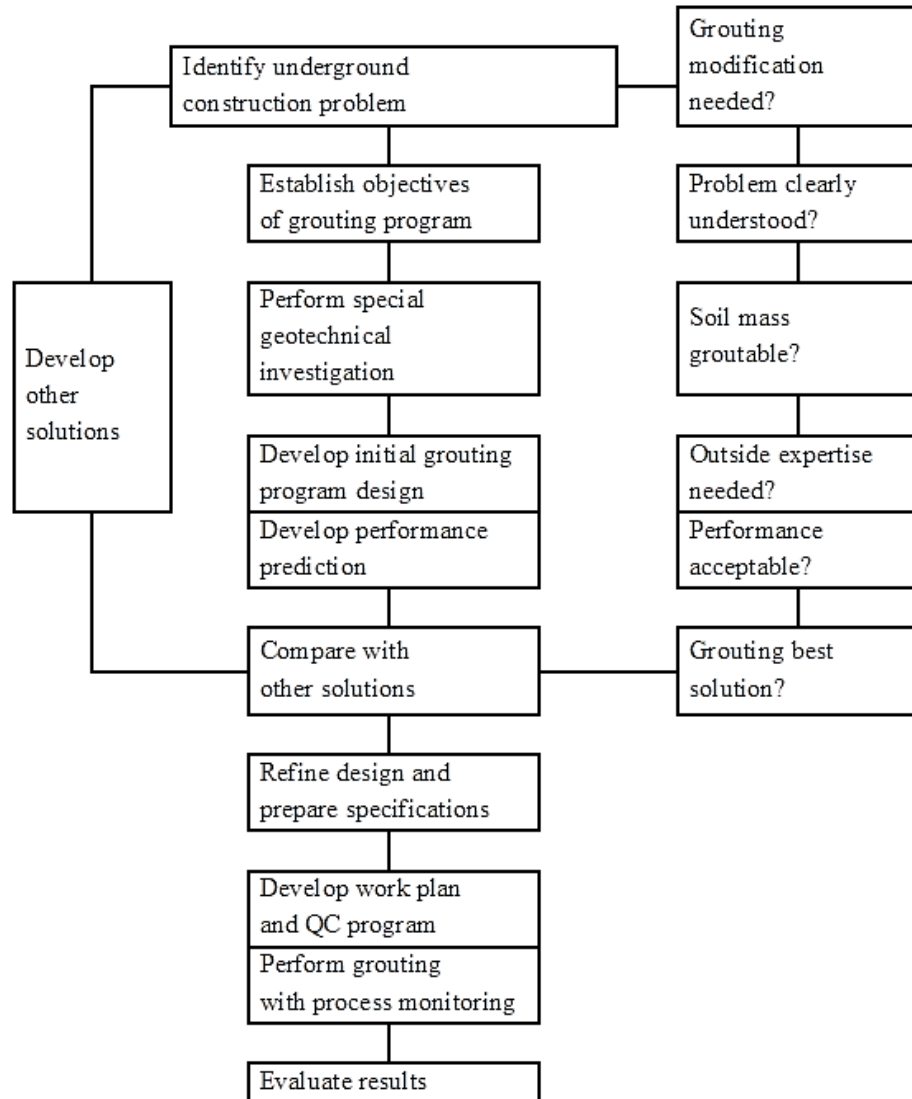 Grouting
modification
needed?
Identify underground
construction problem
Establish objectives
of grouting program
Problem clearly
understood?
Develop
other
solutions
Perform special
geotechnical
investigation
Soil mass
groutable?
Develop initial grouting
program design
Outside expertise
needed?
Develop performance
prediction
Performance
acceptable?
Compare with
other solutions
Grouting best
solution?
Refine design and
prepare specifications
Develop work plan
and QC program
Perform grouting
with process monitoring
Evaluate results